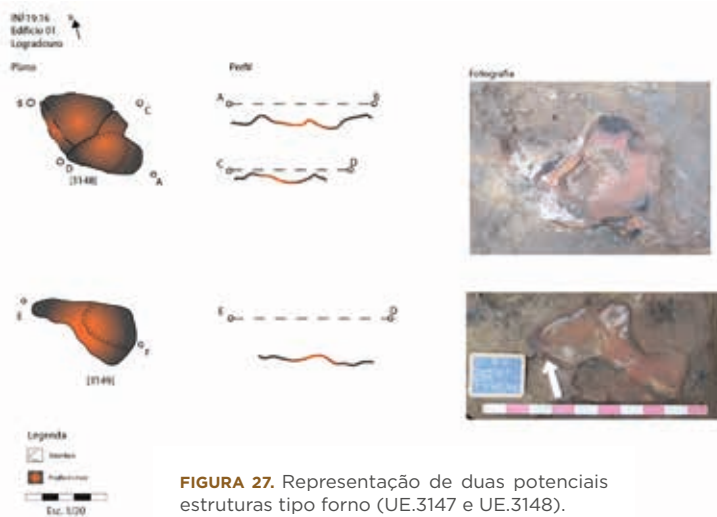 INF19.16
Edifício 01
Logradouro
Plano
Perfil
Fotografia
B
C
D
A
[3148]
A
B
C
D
E
F
[3149]
E
D
Legenda
Esc. 1/20
FIGURA 27. Representação de duas potenciais
estruturas tipo forno (UE.3147 e UE.3148).